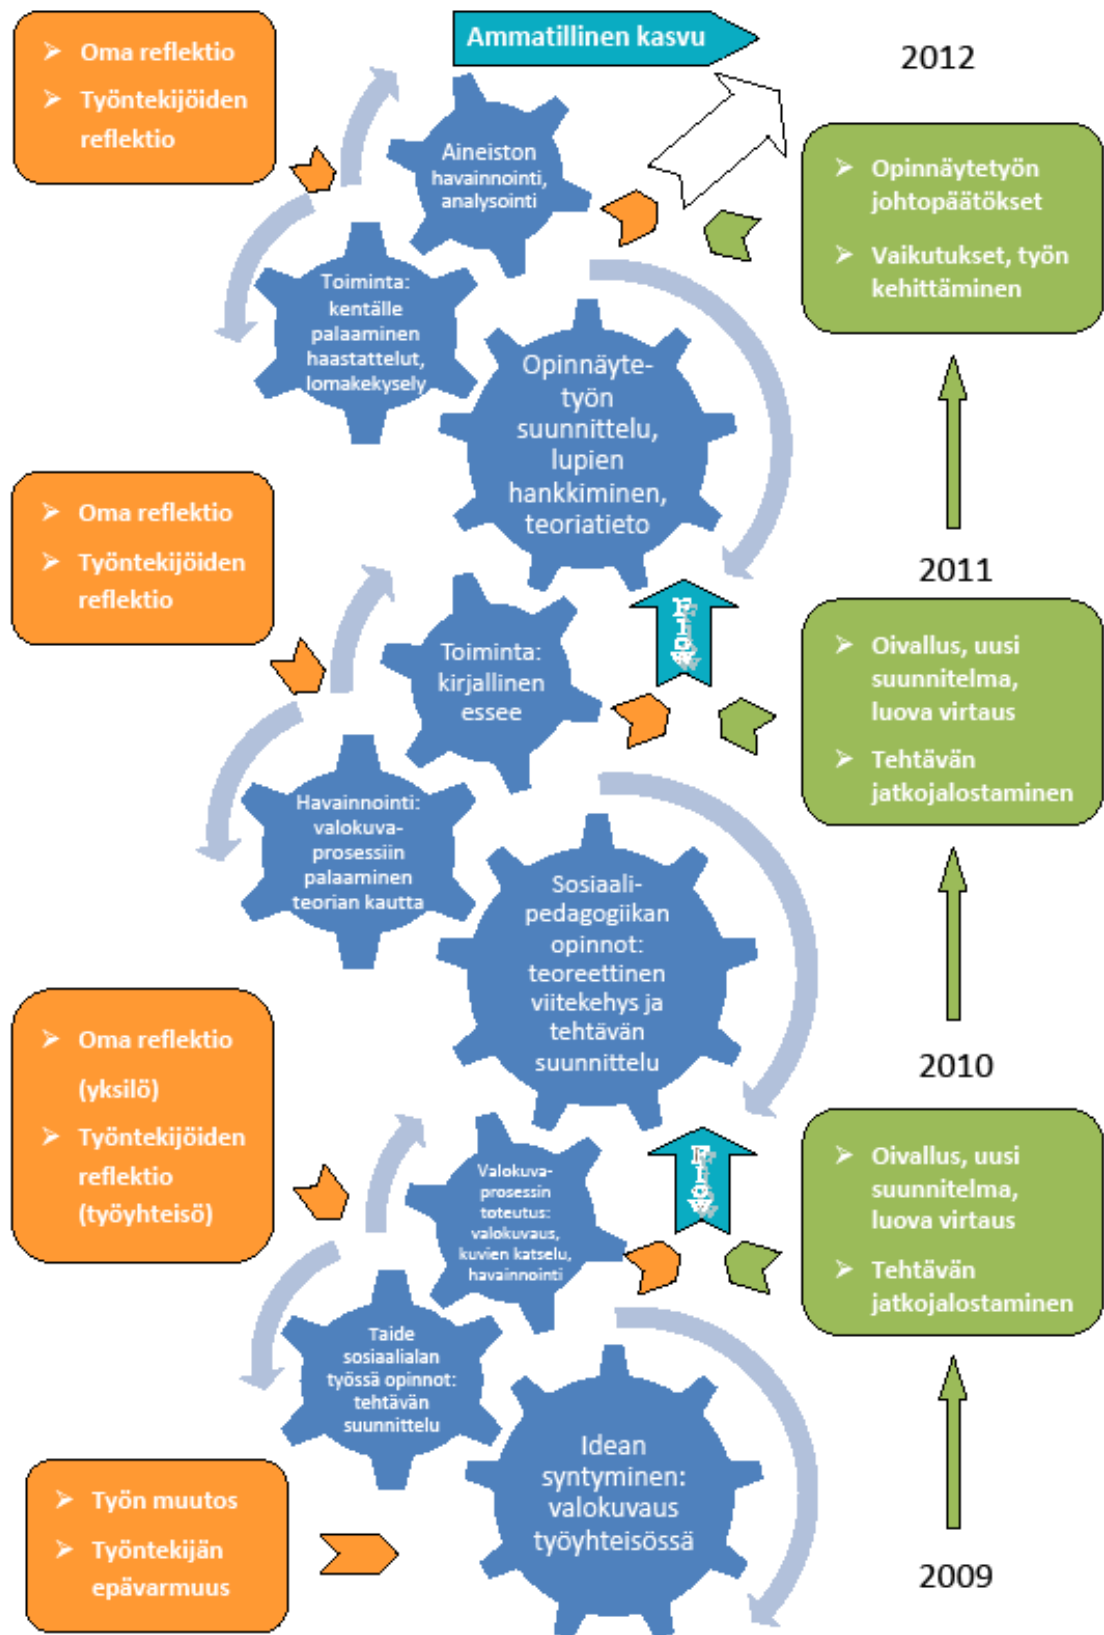 Ammatillinen kasvu
2012
Oma reflektio
Työntekijöiden
reflektio
Aineiston
havainnointi,
analysointi
Opinnäytetyön
johtopäätökset
Vaikutukset, työn
kehittäminen
Toiminta:
kentälle
palaaminen
haastattelut,
lomakekysely
Opinnäyte-
työn
suunnittelu,
lupien
hankkiminen,
teoriatieto
Oma reflektio
Työntekijöiden
reflektio
2011
Flow
Toiminta:
kirjallinen
essee
Oivallus, uusi
suunnitelma,
luova virtaus
Tehtävän
jatkojalostaminen
Havainnointi:
valokuva-
prosessiin
palaaminen
teorian kautta
Sosiaali-
pedagogiikan
opinnot:
teoreettinen
viitekehys ja
tehtävän
suunnittelu
Oma reflektio
(yksilö)
Työntekijöiden
reflektio
(työyhteisö)
2010
Flow
Valokuva-
prosessin
toteutus:
valokuvaus,
kuvien katselu,
havainnointi
Oivallus, uusi
suunnitelma,
luova virtaus
Tehtävän
jatkojalostaminen
Taide
sosiaalialan
työssä opinnot:
tehtävän
suunnittelu
Idean
syntyminen:
valokuvaus
työyhteisössä
Työn muutos
Työntekijän
epävarmuus
2009